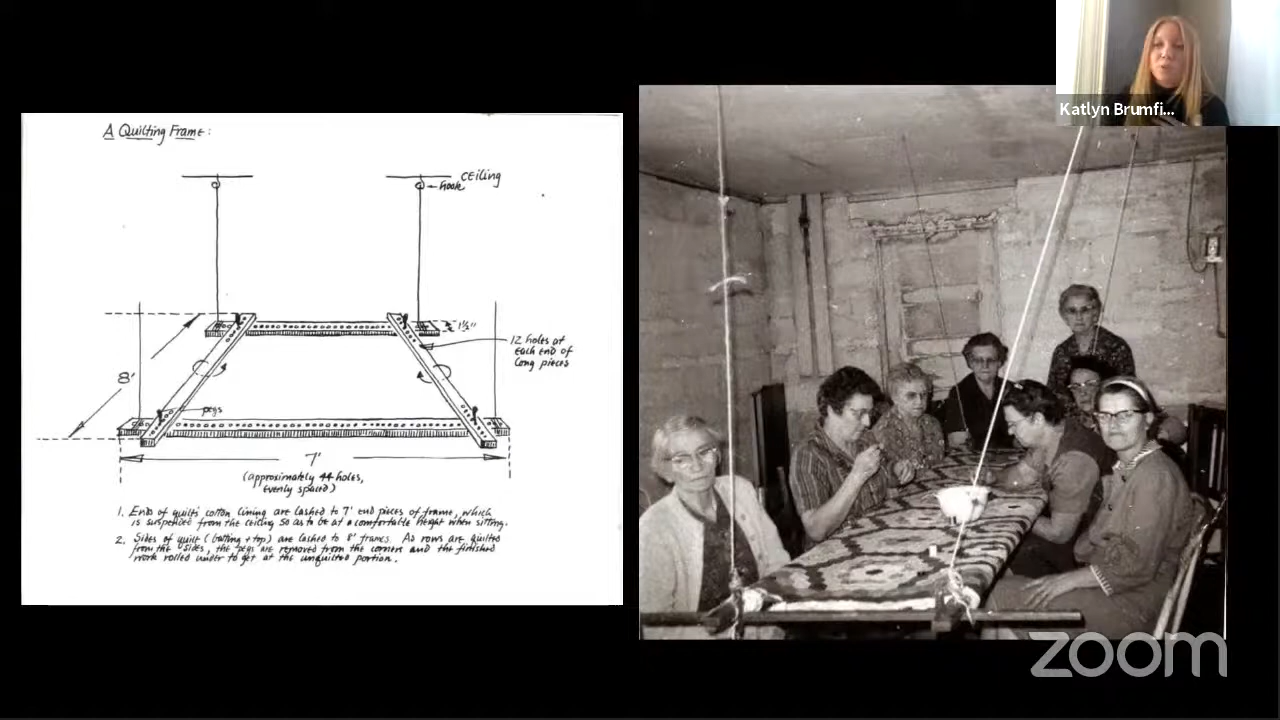 A Quilting Frame:
ceiling
hook
1½"
12 holes at
each end of
long pieces
8'
pegs
7'
(approximately 44 holes,
evenly spaced)
1. Ends of quilt's cotton lining are lashed to 7' end pieces of frame, which
is suspended from the ceiling so as to be at a comfortable height when sitting.
2. Sides of quilt (batting + top) are lashed to 8' frames. As rows are quilted
from the sides, the pegs are removed from the corners and the finished
work rolled under to get at the unquilted portion.
Katlyn Brumfi...
zoom